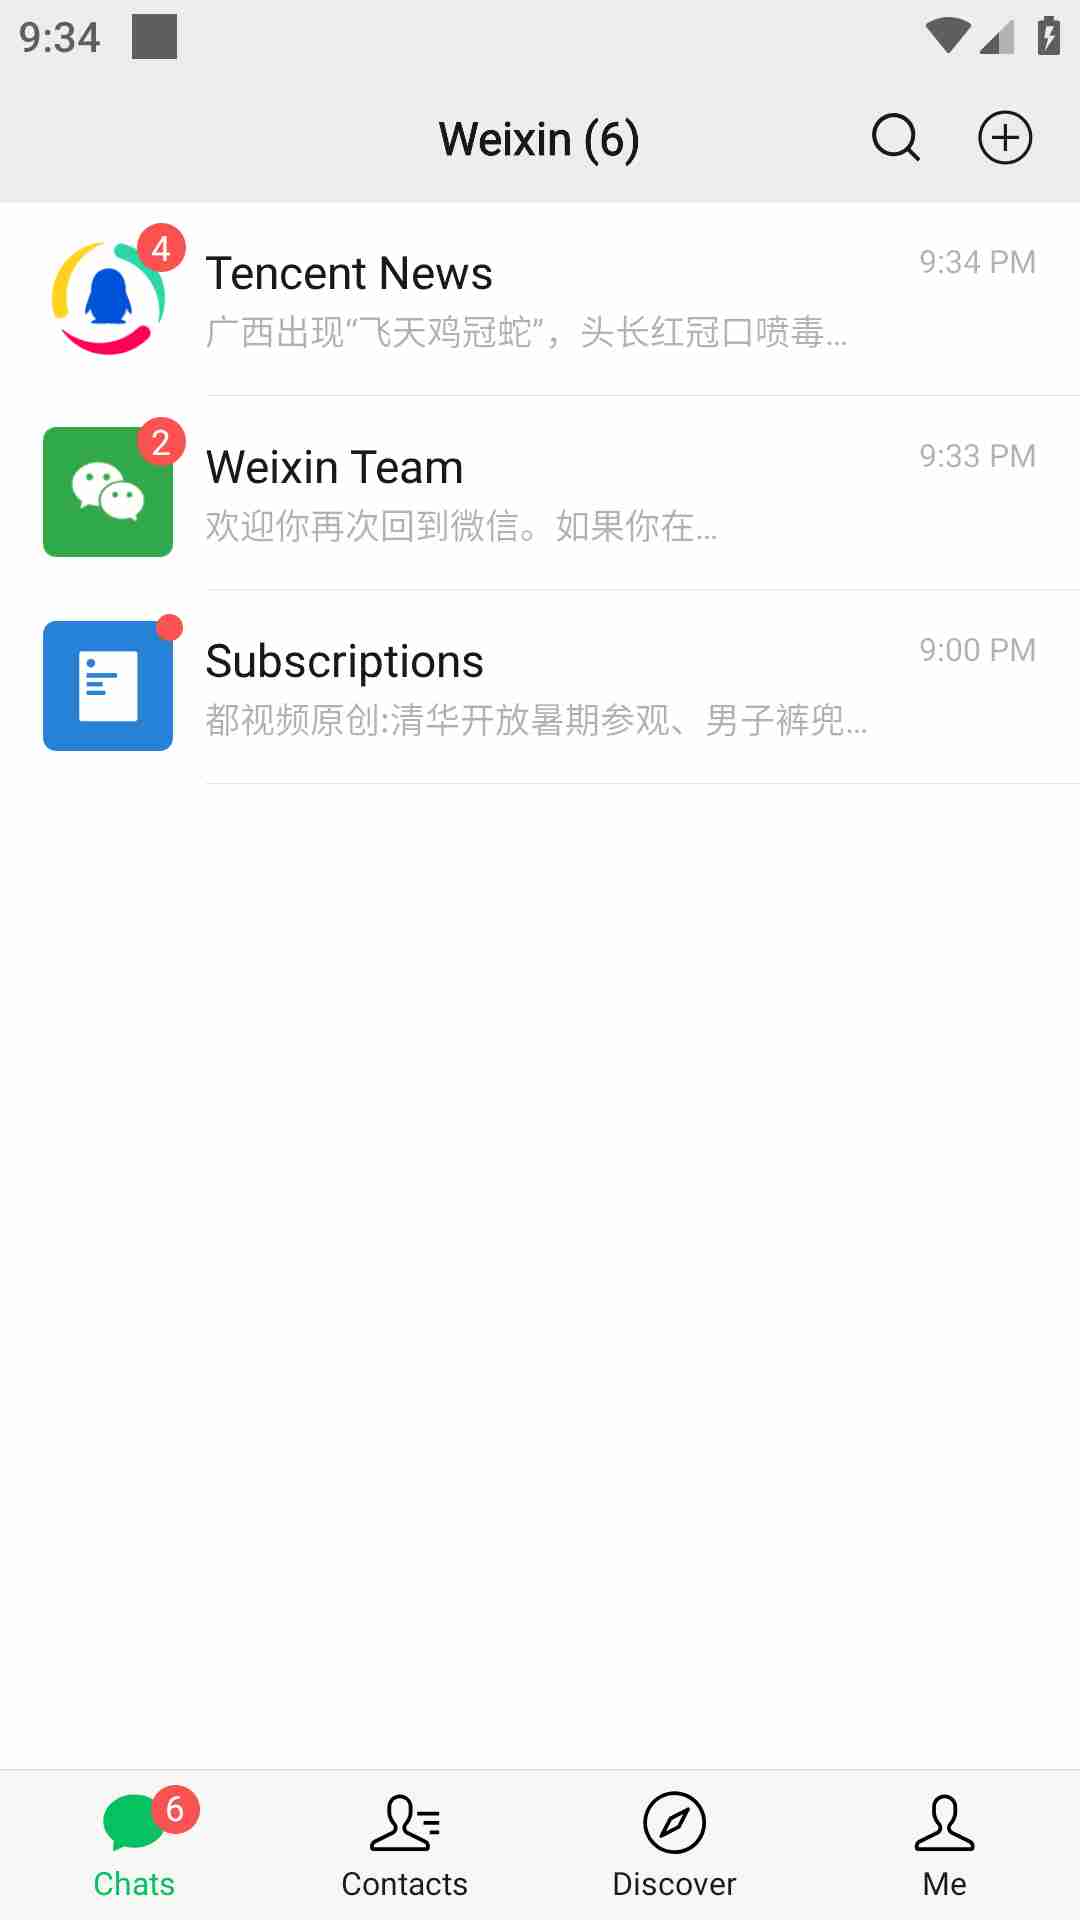 9:34
Weixin (6)
4
Tencent News
9:34 PM
广西出现“飞天鸡冠蛇”，头长红冠口喷毒...
2
Weixin Team
9:33 PM
欢迎你再次回到微信。如果你在...
Subscriptions
9:00 PM
都视频原创:清华开放暑期参观、男子裤兜...
6
Chats
Contacts
Discover
Me